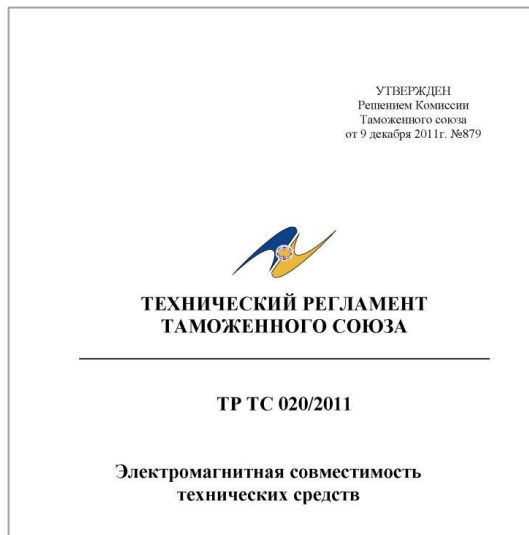 УТВЕРЖДЕН
Решением Комиссии
Таможенного союза
от 9 декабря 2011г. №879
ТЕХНИЧЕСКИЙ РЕГЛАМЕНТ
ТАМОЖЕННОГО СОЮЗА
ТР ТС 020/2011
Электромагнитная совместимость
технических средств